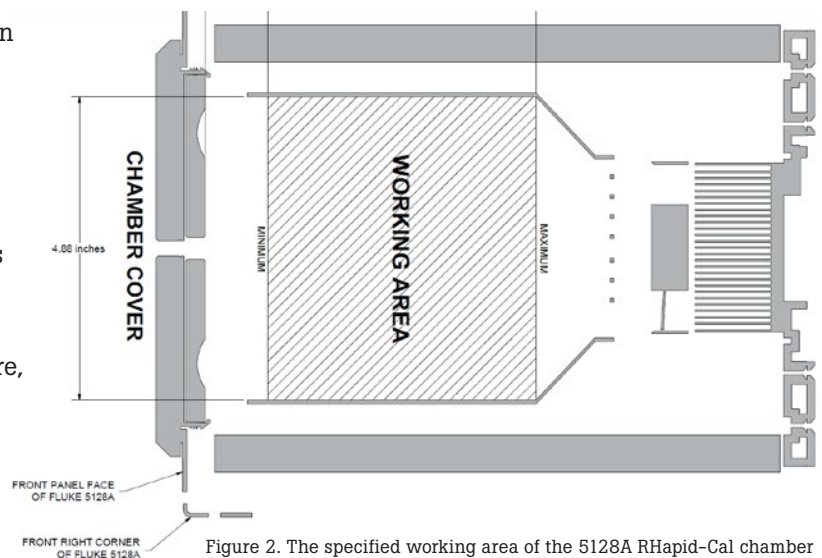 n
s
re,
CHAMBER COVER
4.88 inches
MINIMUM
WORKING AREA
MAXIMUM
FRONT PANEL FACE
OF FLUKE 5128A
FRONT RIGHT CORNER
OF FLUKE 5128A
Figure 2. The specified working area of the 5128A RHapid-Cal chamber